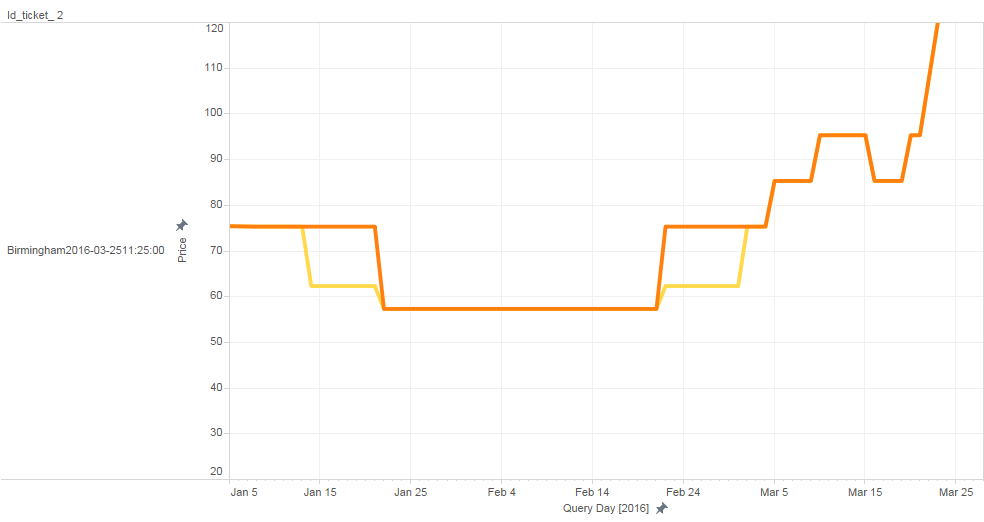 Id_ticket_ 2
120
110
100
90
80
70
60
50
40
30
20
Price
Birmingham2016-03-2511:25:00
Jan 5 Jan 15 Jan 25 Feb 4 Feb 14 Feb 24 Mar 5 Mar 15 Mar 25
Query Day [2016]